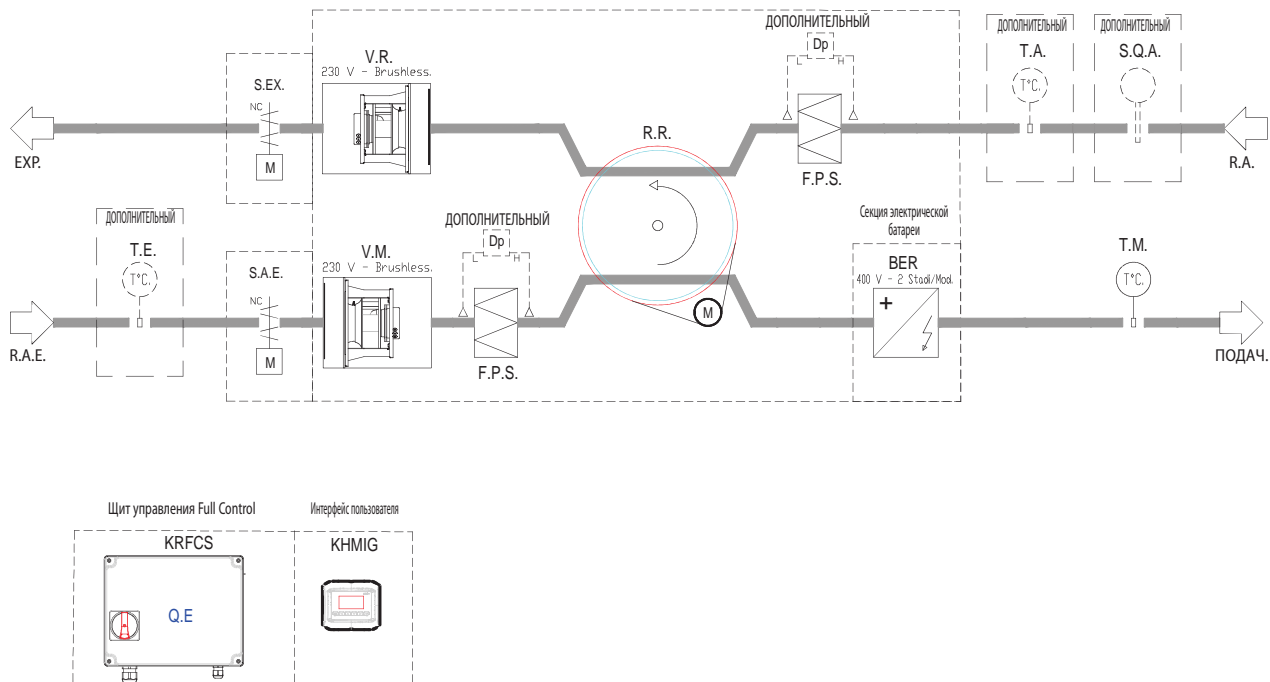 ДОПОЛНИТЕЛЬНЫЙ
Dp
L H
ДОПОЛНИТЕЛЬНЫЙ
T.A.
T°C.
ДОПОЛНИТЕЛЬНЫЙ
S.Q.A.
V.R.
230 V - Brushless.
S.EX.
NC
M
EXP.
R.R.
F.P.S.
R.A.
ДОПОЛНИТЕЛЬНЫЙ
T.E.
T°C.
S.A.E.
NC
M
R.A.E.
V.M.
230 V - Brushless.
ДОПОЛНИТЕЛЬНЫЙ
Dp
L H
F.P.S.
M
Секция электрической
батареи
BER
400 V - 2 Stadi/Mod.
+
T.M.
T°C.
ПОДАЧ.
Щит управления Full Control
KRFCS
Q.E
Интерфейс пользователя
KHMIG